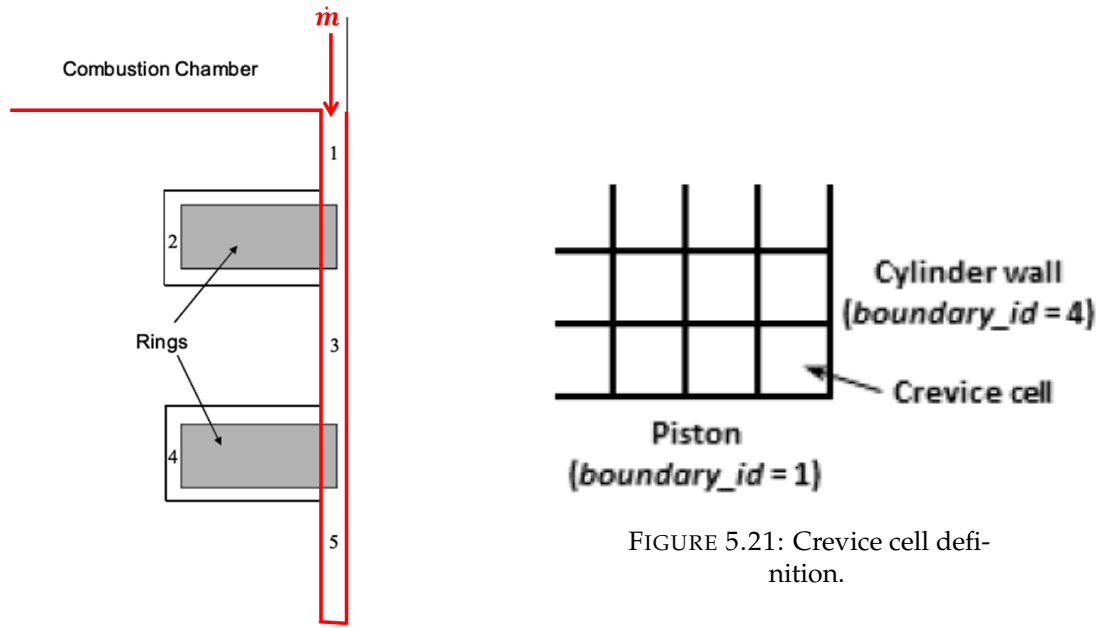 ṁ
Combustion Chamber
1
2
Rings
3
4
5
Cylinder wall
(boundary_id = 4)
Crevice cell
Piston
(boundary_id = 1)
FIGURE 5.21: Crevice cell defi-
nition.